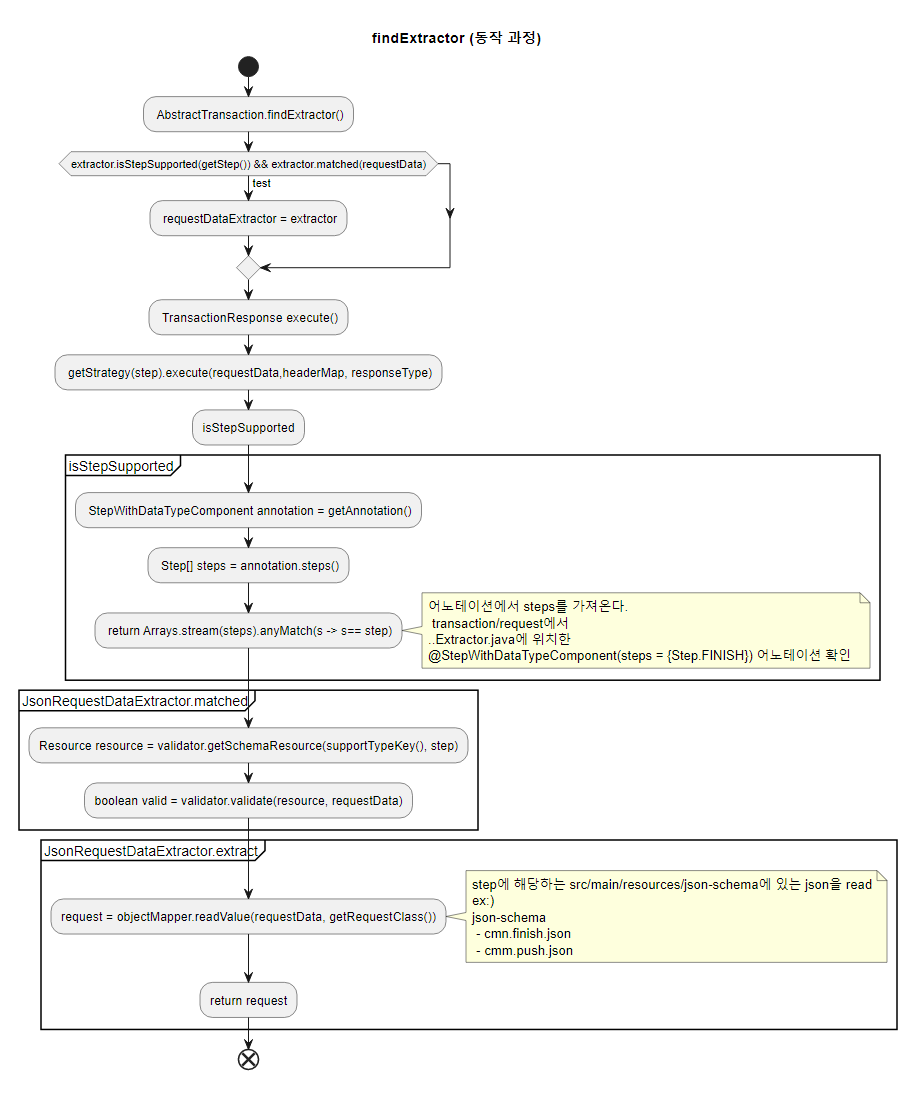 findExtractor (동작 과정)
AbstractTransaction.findExtractor()
extractor.isStepSupported(getStep()) && extractor.matched(requestData)
test
requestDataExtractor = extractor
TransactionResponse execute()
getStrategy(step).execute(requestData,headerMap, responseType)
isStepSupported
isStepSupported
StepWithDataTypeComponent annotation = getAnnotation()
Step[] steps = annotation.steps()
return Arrays.stream(steps).anyMatch(s -> s== step)
어노테이션에서 steps를 가져온다.
transaction/request에서
..Extractor.java에 위치한
@StepWithDataTypeComponent(steps = {Step.FINISH}) 어노테이션 확인
JsonRequestDataExtractor.matched
Resource resource = validator.getSchemaResource(supportTypeKey(), step)
boolean valid = validator.validate(resource, requestData)
JsonRequestDataExtractor.extract
request = objectMapper.readValue(requestData, getRequestClass())
step에 해당하는 src/main/resources/json-schema에 있는 json을 read
ex:)
json-schema
- cmn.finish.json
- cmm.push.json
return request